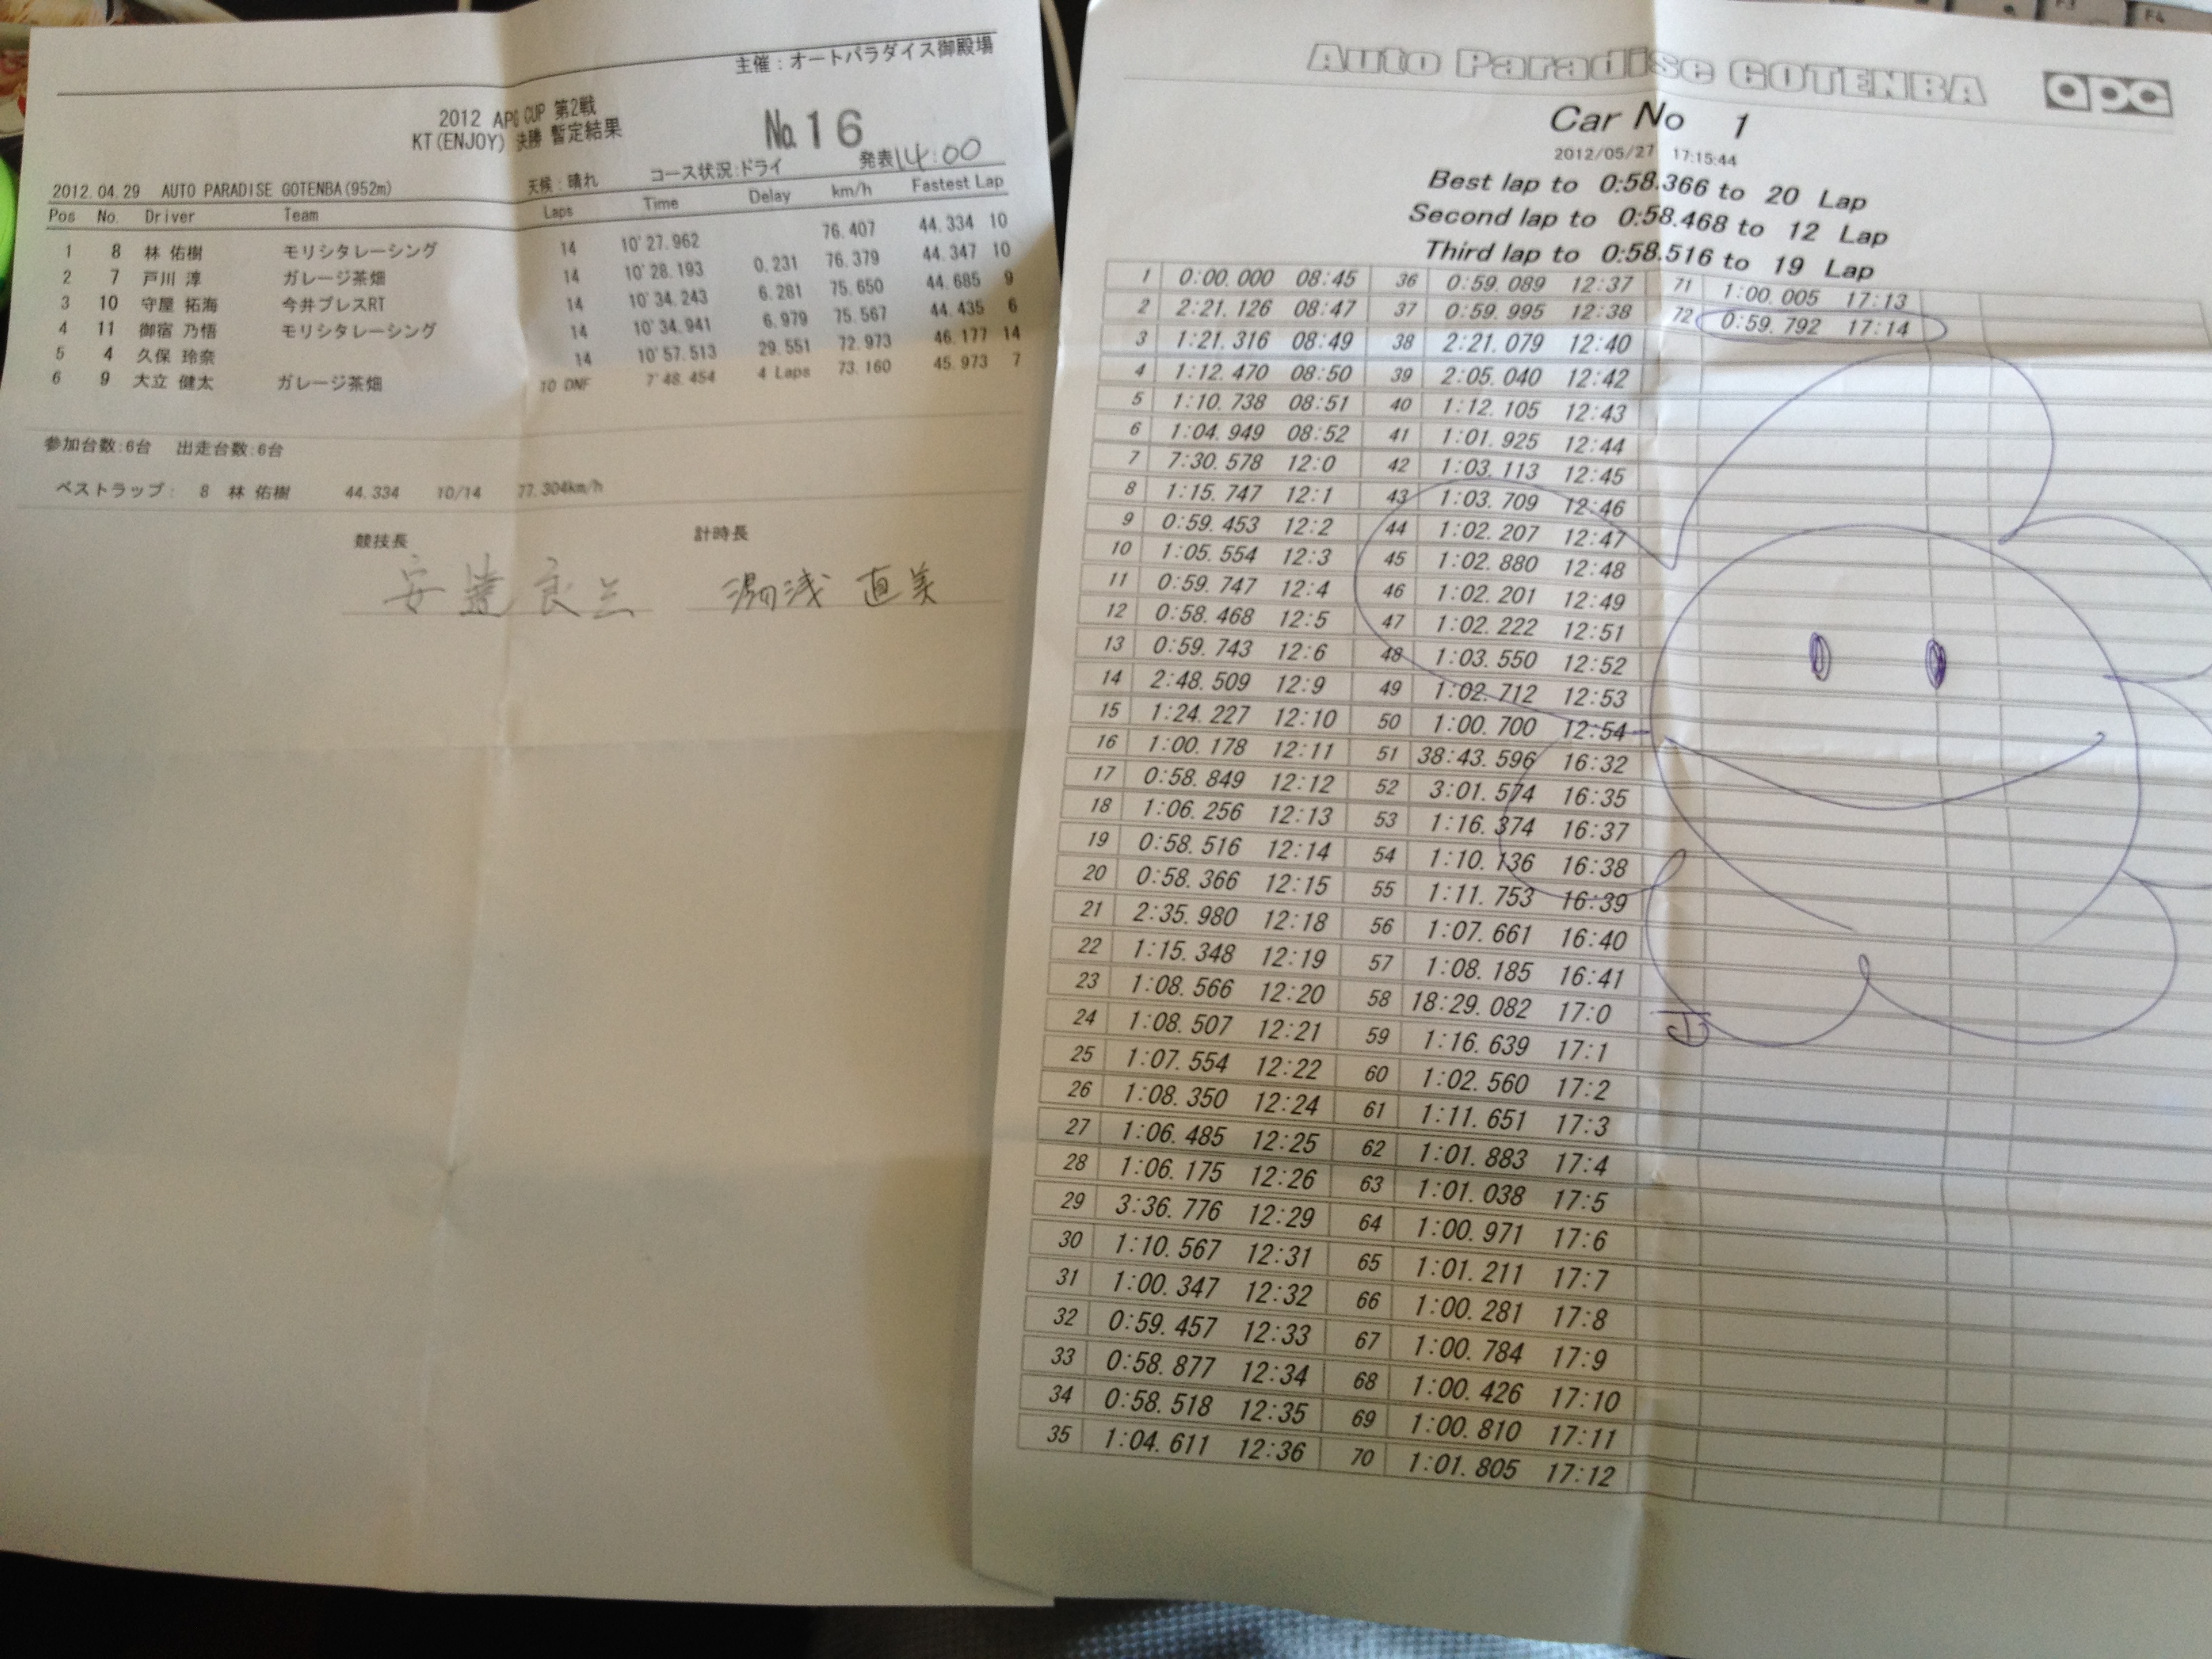 主催：オートパラダイス御殿場
2012 APG CUP 第2戦
KT(ENJOY) 決勝 暫定結果 No.16
発表 14:00
2012.04.29 AUTO PARADISE GOTENBA(952m) 天候：晴れ コース状況：ドライ
Pos No. Driver Team Laps Time Delay km/h Fastest Lap
1 8 林 佑樹 モリシタレーシング 14 10'27.962 76.407 44.334 10
2 7 戸川 淳 ガレージ茶畑 14 10'28.193 0.231 76.379 44.347 10
3 10 守屋 拓海 今井プレスRT 14 10'34.243 6.281 75.650 44.685 9
4 11 御宿 乃悟 モリシタレーシング 14 10'34.941 6.979 75.567 44.435 6
5 4 久保 玲奈 14 10'57.513 29.551 72.973 46.177 14
6 9 大立 健太 ガレージ茶畑 10 DNF 7'48.454 4 Laps 73.160 45.973 7
参加台数:6台 出走台数:6台
ベストラップ： 8 林 佑樹 44.334 10/14 77.304km/h
競技長 計時長
湯浅 直美
Auto Paradise GOTENBA apg
Car No 1
2012/05/27 17:15:44
Best lap to 0:58.366 to 20 Lap
Second lap to 0:58.468 to 12 Lap
Third lap to 0:58.516 to 19 Lap
1 0:00.000 08:45 36 0:59.089 12:37 71 1:00.005 17:13
2 2:21.126 08:47 37 0:59.995 12:38 72 0:59.792 17:14
3 1:21.316 08:49 38 2:21.079 12:40
4 1:12.470 08:50 39 2:05.040 12:42
5 1:10.738 08:51 40 1:12.105 12:43
6 1:04.949 08:52 41 1:01.925 12:44
7 7:30.578 12:0 42 1:03.113 12:45
8 1:15.747 12:1 43 1:03.709 12:46
9 0:59.453 12:2 44 1:02.207 12:47
10 1:05.554 12:3 45 1:02.880 12:48
11 0:59.747 12:4 46 1:02.201 12:49
12 0:58.468 12:5 47 1:02.222 12:51
13 0:59.743 12:6 48 1:03.550 12:52
14 2:48.509 12:9 49 1:02.712 12:53
15 1:24.227 12:10 50 1:00.700 12:54
16 1:00.178 12:11 51 38:43.596 16:32
17 0:58.849 12:12 52 3:01.574 16:35
18 1:06.256 12:13 53 1:16.374 16:37
19 0:58.516 12:14 54 1:10.136 16:38
20 0:58.366 12:15 55 1:11.753 16:39
21 2:35.980 12:18 56 1:07.661 16:40
22 1:15.348 12:19 57 1:08.185 16:41
23 1:08.566 12:20 58 18:29.082 17:0
24 1:08.507 12:21 59 1:16.639 17:1
25 1:07.554 12:22 60 1:02.560 17:2
26 1:08.350 12:24 61 1:11.651 17:3
27 1:06.485 12:25 62 1:01.883 17:4
28 1:06.175 12:26 63 1:01.038 17:5
29 3:36.776 12:29 64 1:00.971 17:6
30 1:10.567 12:31 65 1:01.211 17:7
31 1:00.347 12:32 66 1:00.281 17:8
32 0:59.457 12:33 67 1:00.784 17:9
33 0:58.877 12:34 68 1:00.426 17:10
34 0:58.518 12:35 69 1:00.810 17:11
35 1:04.611 12:36 70 1:01.805 17:12